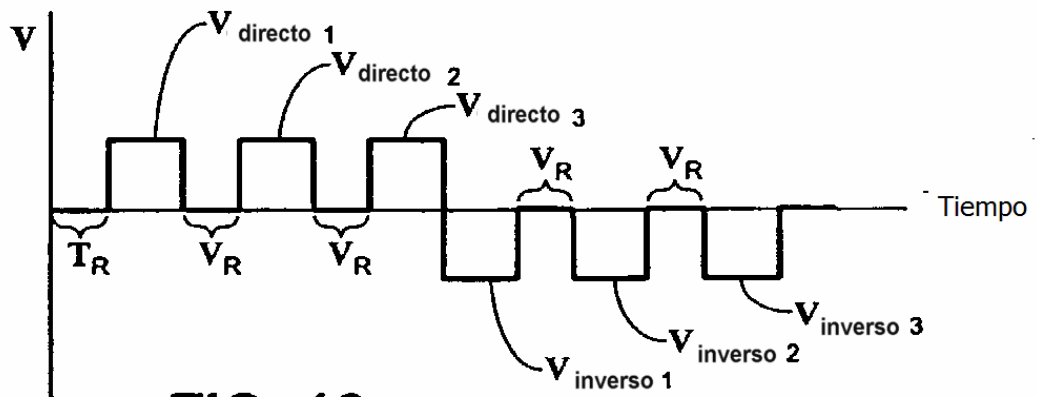 V
V directo 1
V directo 2
V directo 3
V R
V R
Tiempo
T R
V R
V R
V inverso 3
V inverso 2
V inverso 1